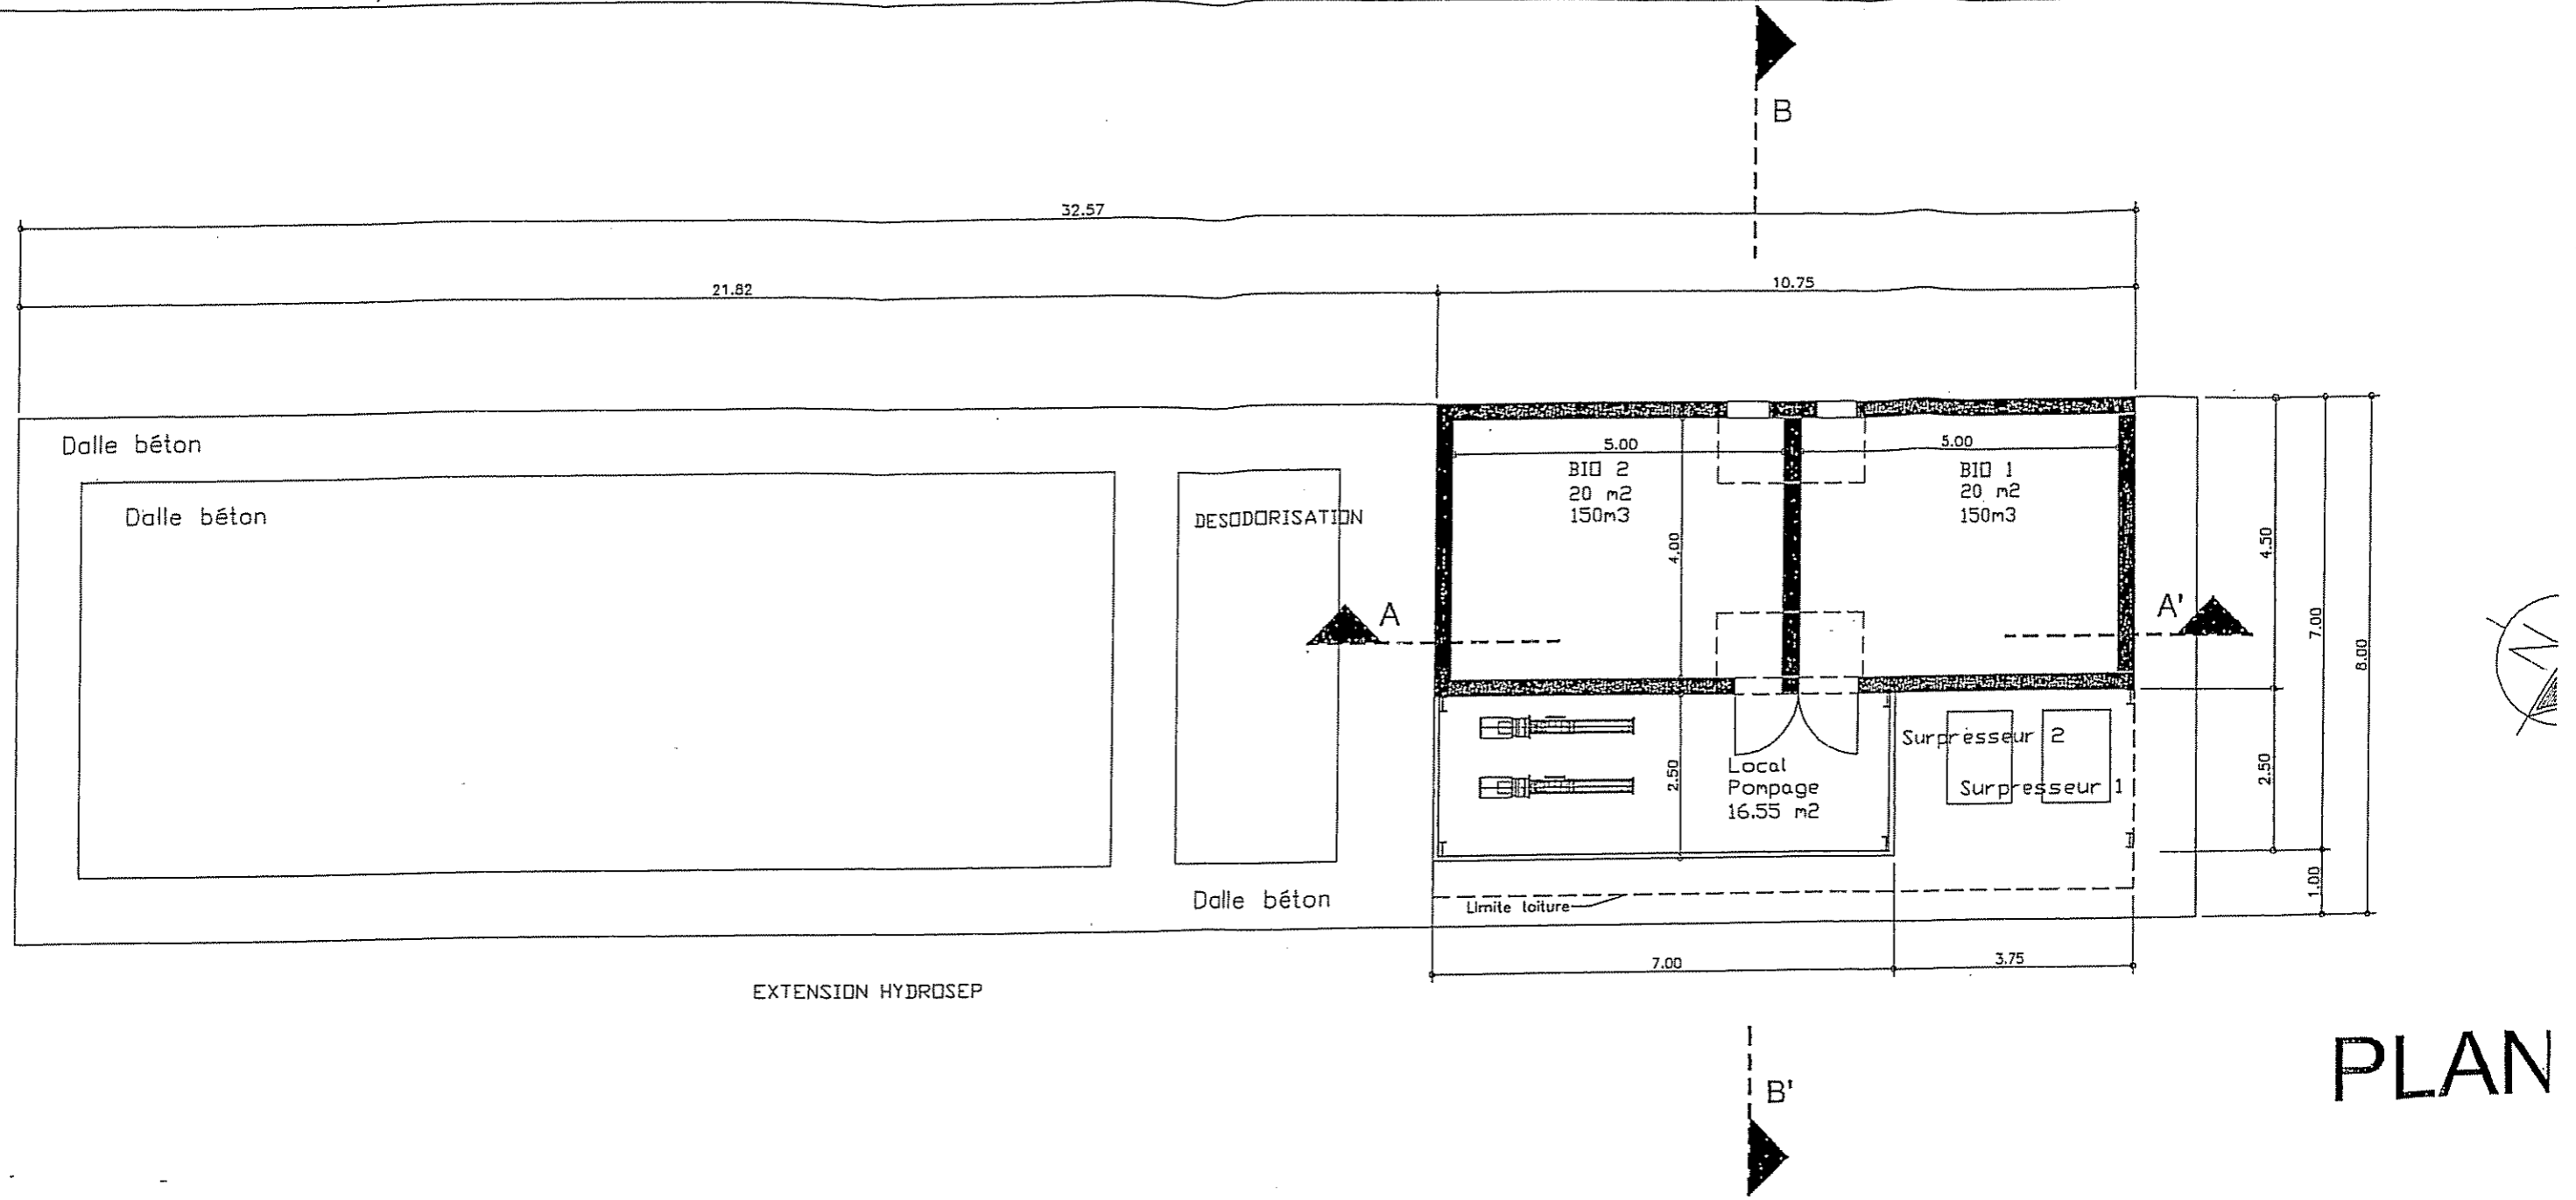 B
32.57
21.82
10.75
Dalle béton
Dalle béton
DESODORISATION
5.00
5.00
BIO 2
20 m2
150m3
BIO 1
20 m2
150m3
4.00
4.50
A
A'
7.00
8.00
Surpresseur 2
Surpresseur 1
Local
Pompage
16.55 m2
2.50
2.50
1.00
Dalle béton
Limite toiture
7.00
3.75
EXTENSION HYDROSEP
PLAN
B'